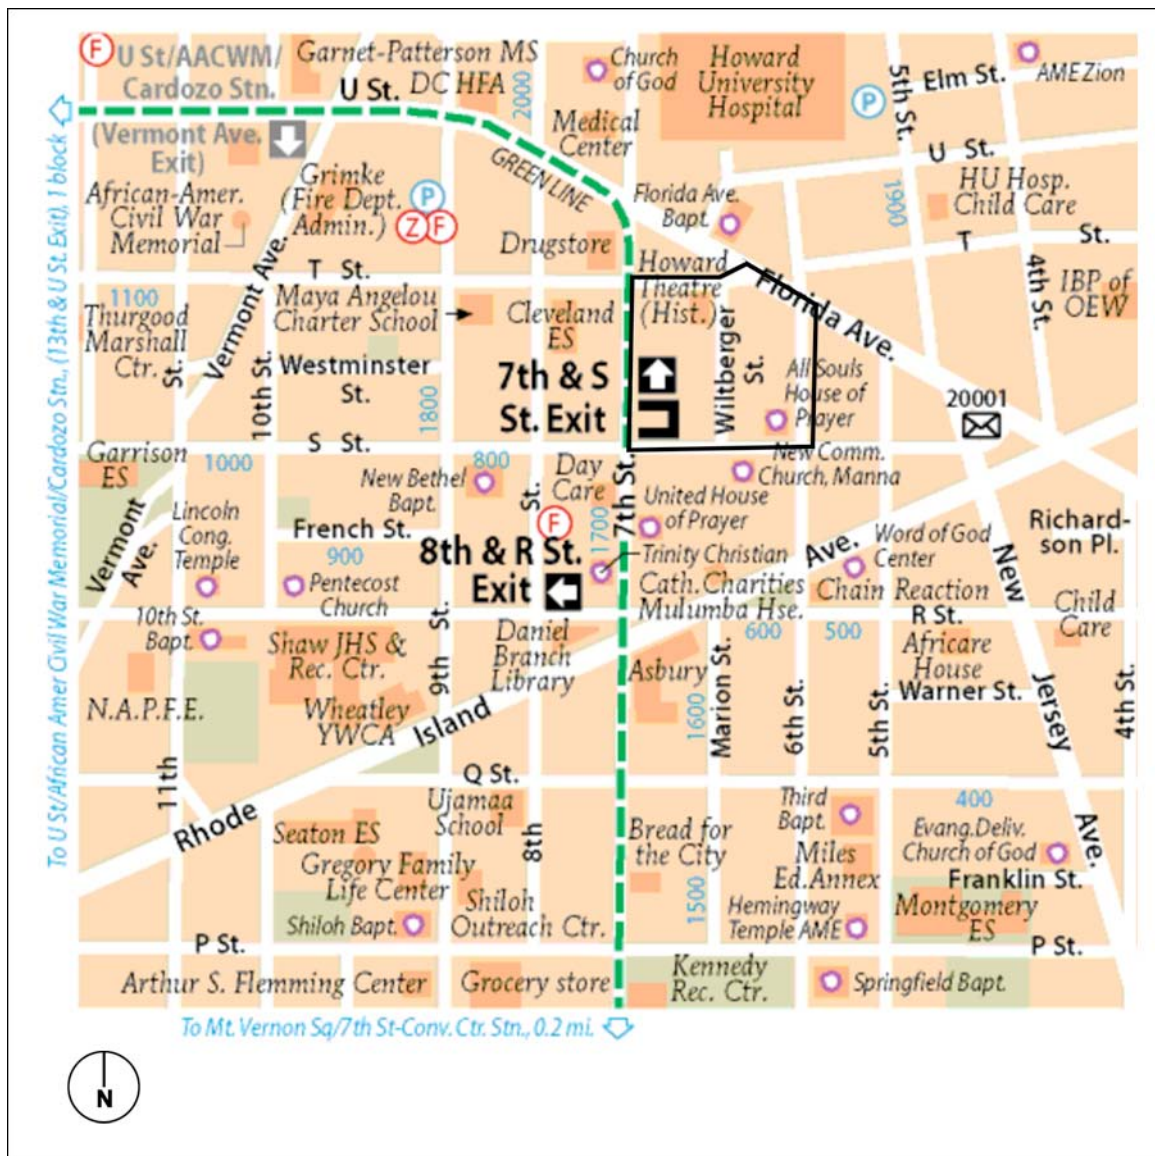 F
U St/AACWM/
Cardozo Stn.
(Vermont Ave.
Exit)
Garnet-Patterson MS
U St.
DC HFA
2000
Church
of God
Howard
University
Hospital
5th St.
Elm St.
AME Zion
P
Medical
Center
GREEN LINE
U St.
1900
HU Hosp.
Child Care
African-Amer.
Civil War
Memorial
Grimke
(Fire Dept.
Admin.)
P
Z
F
Florida Ave.
Bapt.
Drugstore
T St.
4th St.
IBP of
OEW
Vermont Ave.
T St.
Howard
Theatre
(Hist.)
Florida Ave.
1100
Thurgood
Marshall
Ctr.
St.
Maya Angelou
Charter School
Cleveland
ES
10th St.
Westminster
St.
1800
7th & S
St. Exit
Wiltberger
St.
All Souls
House of
Prayer
20001
S St.
Garrison
ES
1000
New Bethel
Bapt.
800
St.
Day
Care
7th St.
New Comm.
Church, Manna
United House
of Prayer
Vermont
Ave.
Lincoln
Cong.
Temple
French St.
900
F
1700
8th & R St.
Exit
Trinity Christian
Cath. Charities
Mulumba Hse.
Ave.
Word of God
Center
Chain Reaction
New
Richard-
son Pl.
Pentecost
Church
10th St.
Bapt.
Shaw JHS &
Rec. Ctr.
9th St.
Daniel
Branch
Library
600
500
R St.
Africare
House
Child
Care
N.A.P.F.E.
Wheatley
YWCA
Island
Asbury
1600
Marion St.
6th St.
5th St.
Warner St.
Jersey
4th St.
11th
Rhode
Q St.
Ujamaa
School
8th
Seaton ES
Gregory Family
Life Center
Shiloh Bapt.
Shiloh
Outreach Ctr.
Bread for
the City
1500
Third
Bapt.
Miles
Ed.Annex
Hemingway
Temple AME
400
Evang.Deliv.
Church of God
Ave.
Franklin St.
Montgomery
ES
P St.
P St.
Arthur S. Flemming Center
Grocery store
Kennedy
Rec. Ctr.
Springfield Bapt.
To U St/African Amer Civil War Memorial/Cardozo Stn., (13th & U St. Exit), 1 block
To Mt. Vernon Sq/7th St-Conv. Ctr. Stn., 0.2 mi.
N